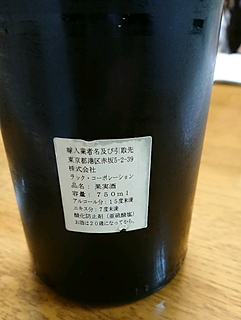 輸入業者名及び引取先
東京都港区赤坂5-2-39
株式会社
ラック・コーポレーション
品名：果実酒
容量：750ml
アルコール分：15度未満
エキス分：7度未満
酸化防止剤（亜硫酸塩）
お酒は20歳になってから。